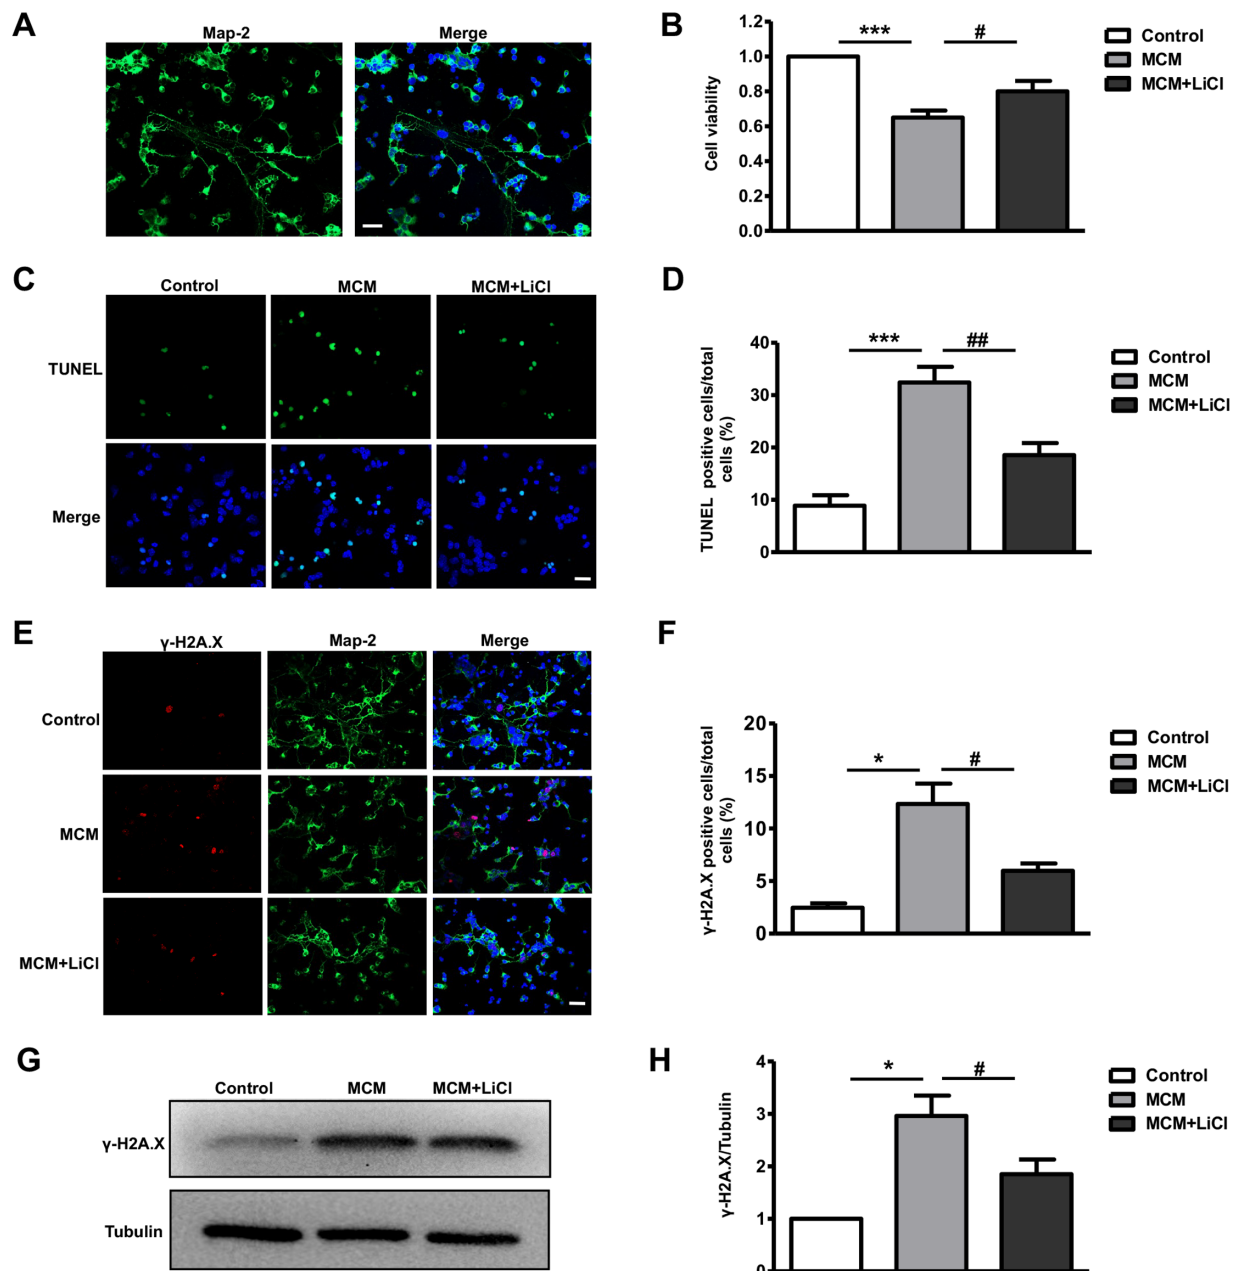 A
Map-2
Merge
B
Cell viability
1.2
1.0
0.8
0.6
0.4
0.2
0.0
***
#
Control
MCM
MCM+LiCl
C
Control
MCM
MCM+LiCl
TUNEL
Merge
D
TUNEL positive cells/total
cells (%)
40
30
20
10
0
***
##
Control
MCM
MCM+LiCl
E
γ-H2A.X
Map-2
Merge
Control
MCM
MCM+LiCl
F
γ-H2A.X positive cells/total
cells (%)
20
15
10
5
0
*
#
Control
MCM
MCM+LiCl
G
Control
MCM
MCM+LiCl
γ-H2A.X
Tubulin
H
γ-H2A.X/Tubulin
4
3
2
1
0
*
#
Control
MCM
MCM+LiCl